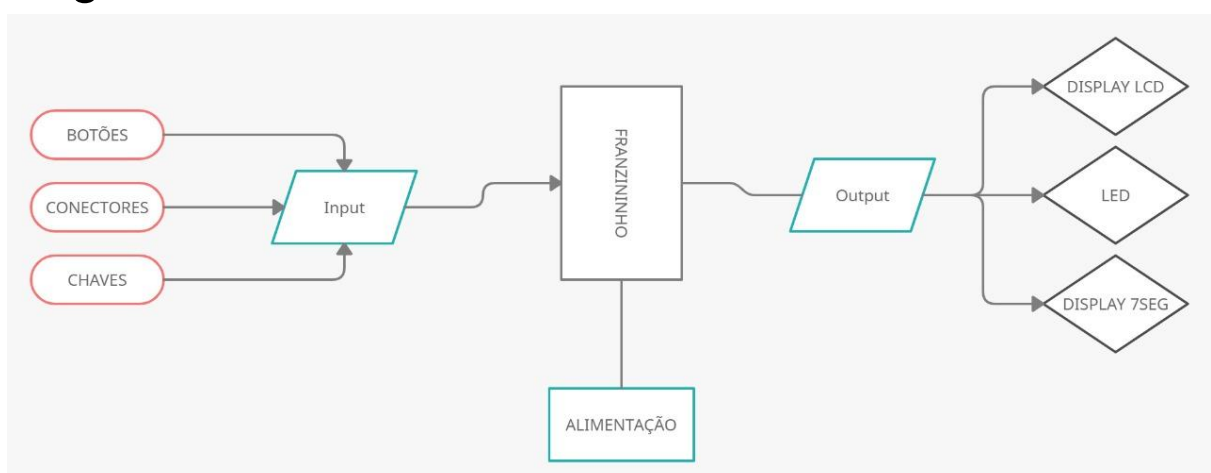 BOTÕES
CONECTORES
CHAVES
Input
FRANZININHO
ALIMENTAÇÃO
Output
DISPLAY LCD
LED
DISPLAY 7SEG